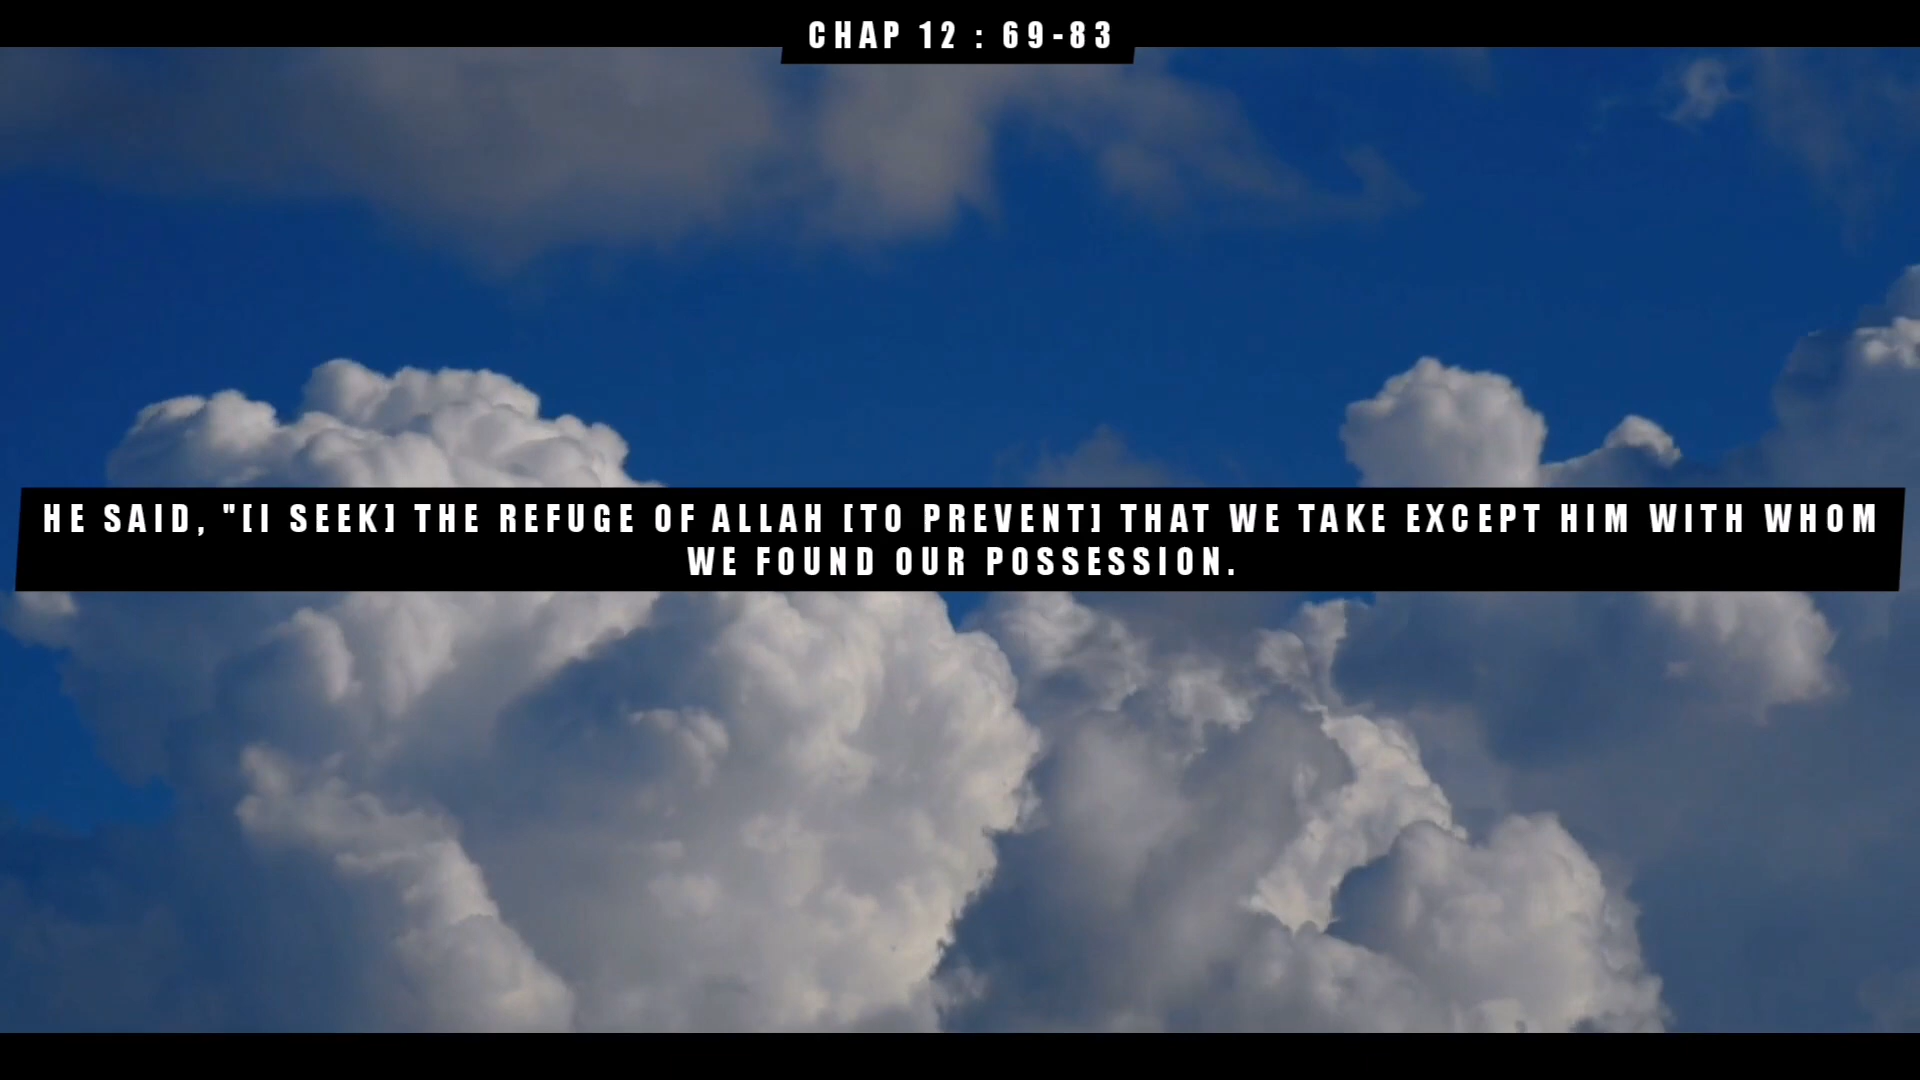 CHAP 12 : 69-83
HE SAID, "[I SEEK] THE REFUGE OF ALLAH [TO PREVENT] THAT WE TAKE EXCEPT HIM WITH WHOM
WE FOUND OUR POSSESSION.